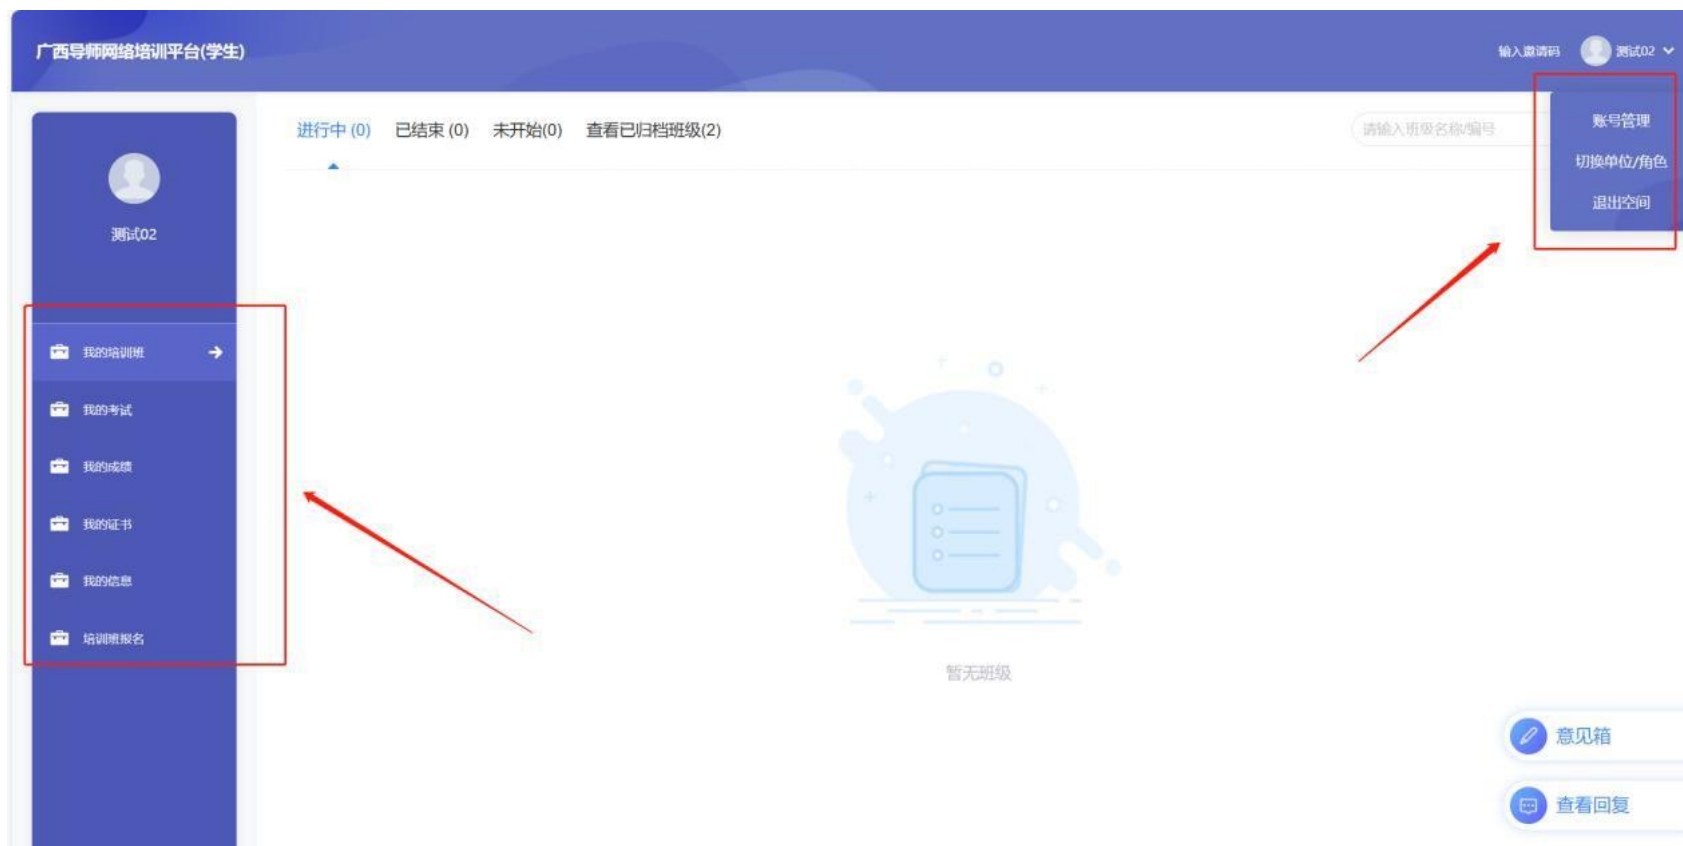 广西导师网络培训平台(学生)
输入邀请码
测试02
账号管理
切换单位/角色
退出空间
进行中 (0) 已结束 (0) 未开始(0) 查看已归档班级(2)
请输入班级名称/编号
测试02
我的培训班
我的考试
我的成绩
我的证书
我的信息
培训班报名
暂无班级
意见箱
查看回复